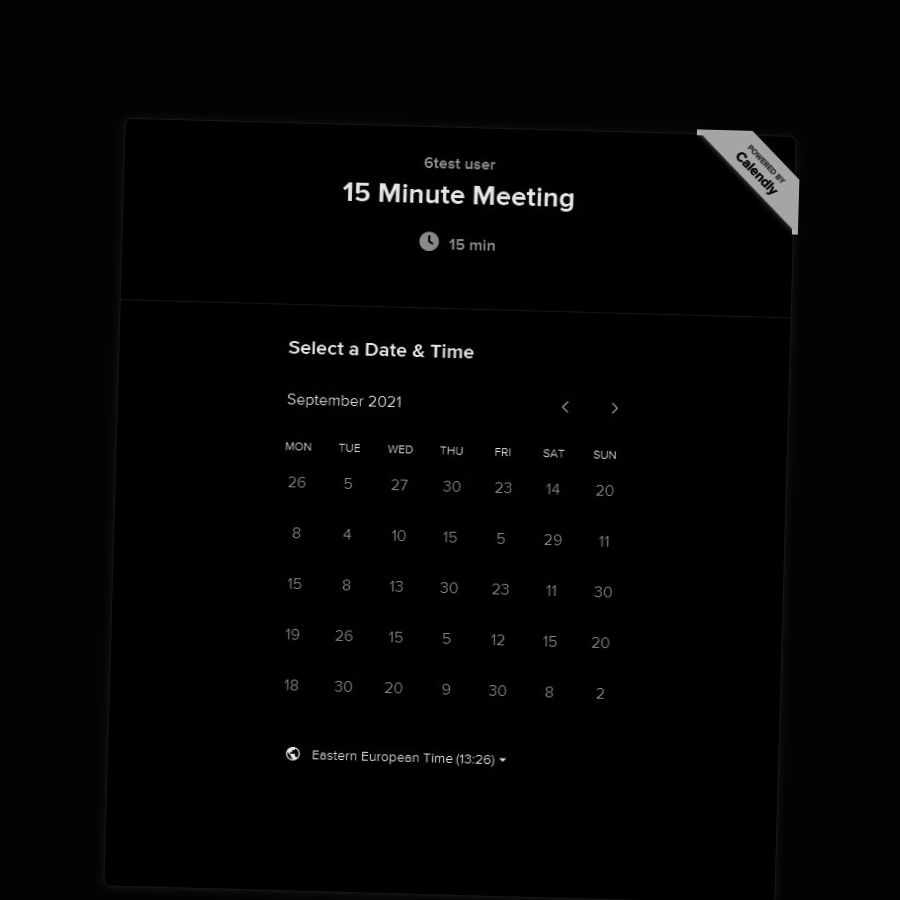 POWERED BY
Calendly
6test user
15 Minute Meeting
15 min
Select a Date & Time
September 2021
MON TUE WED THU FRI SAT SUN
26 5 27 30 23 14 20
8 4 10 15 5 29 11
15 8 13 30 23 11 30
19 26 15 5 12 15 20
18 30 20 9 30 8 2
Eastern European Time (13:26)